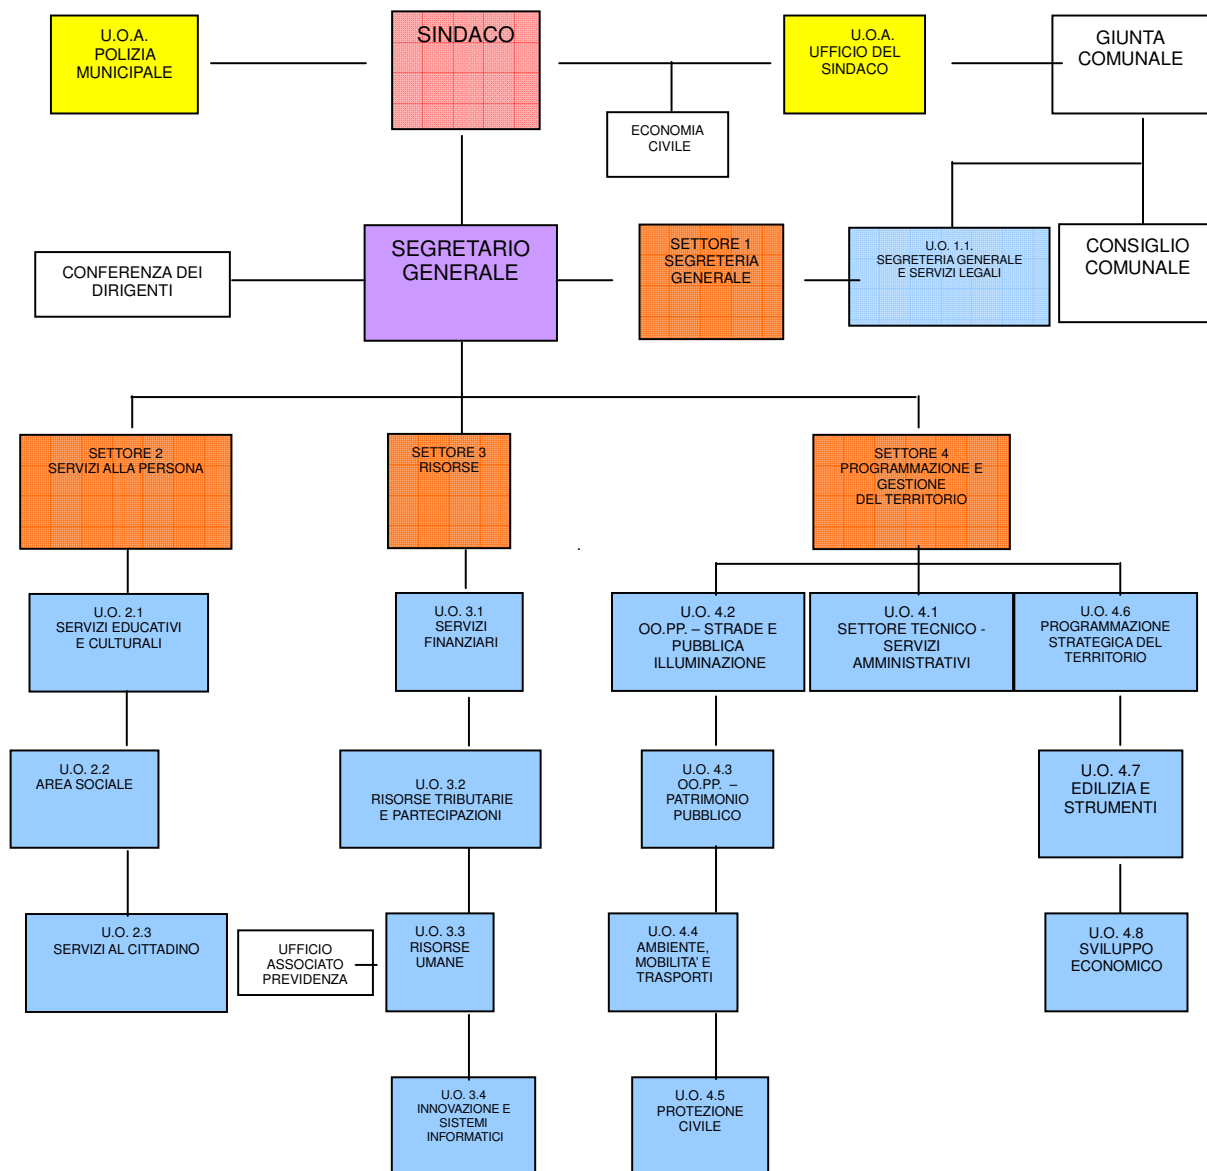 U.O.A.
POLIZIA
MUNICIPALE
SINDACO
U.O.A.
UFFICIO DEL
SINDACO
GIUNTA
COMUNALE
ECONOMIA
CIVILE
CONFERENZA DEI
DIRIGENTI
SEGRETARIO
GENERALE
SETTORE 1
SEGRETERIA
GENERALE
U.O. 1.1.
SEGRETERIA GENERALE
E SERVIZI LEGALI
CONSIGLIO
COMUNALE
SETTORE 2
SERVIZI ALLA PERSONA
SETTORE 3
RISORSE
SETTORE 4
PROGRAMMAZIONE E
GESTIONE
DEL TERRITORIO
U.O. 2.1
SERVIZI EDUCATIVI
E CULTURALI
U.O. 3.1
SERVIZI
FINANZIARI
U.O. 4.2
OO.PP. – STRADE E
PUBBLICA
ILLUMINAZIONE
U.O. 4.1
SETTORE TECNICO -
SERVIZI
AMMINISTRATIVI
U.O. 4.6
PROGRAMMAZIONE
STRATEGICA DEL
TERRITORIO
U.O. 2.2
AREA SOCIALE
U.O. 3.2
RISORSE TRIBUTARIE
E PARTECIPAZIONI
U.O. 4.3
OO.PP. –
PATRIMONIO
PUBBLICO
U.O. 4.7
EDILIZIA E
STRUMENTI
U.O. 2.3
SERVIZI AL CITTADINO
UFFICIO
ASSOCIATO
PREVIDENZA
U.O. 3.3
RISORSE
UMANE
U.O. 4.4
AMBIENTE,
MOBILITA' E
TRASPORTI
U.O. 4.8
SVILUPPO
ECONOMICO
U.O. 3.4
INNOVAZIONE E
SISTEMI
INFORMATICI
U.O. 4.5
PROTEZIONE
CIVILE